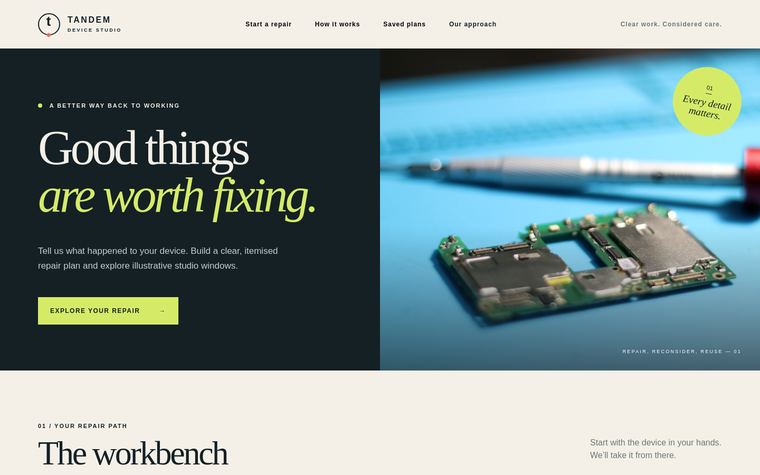 t
TANDEM
DEVICE STUDIO
Start a repair
How it works
Saved plans
Our approach
Clear work. Considered care.
A BETTER WAY BACK TO WORKING
Good things
are worth fixing.
Tell us what happened to your device. Build a clear, itemised
repair plan and explore illustrative studio windows.
EXPLORE YOUR REPAIR →
01
—
Every detail
matters.
REPAIR, RECONSIDER, REUSE — 01
01 / YOUR REPAIR PATH
The workbench
Start with the device in your hands.
We'll take it from there.